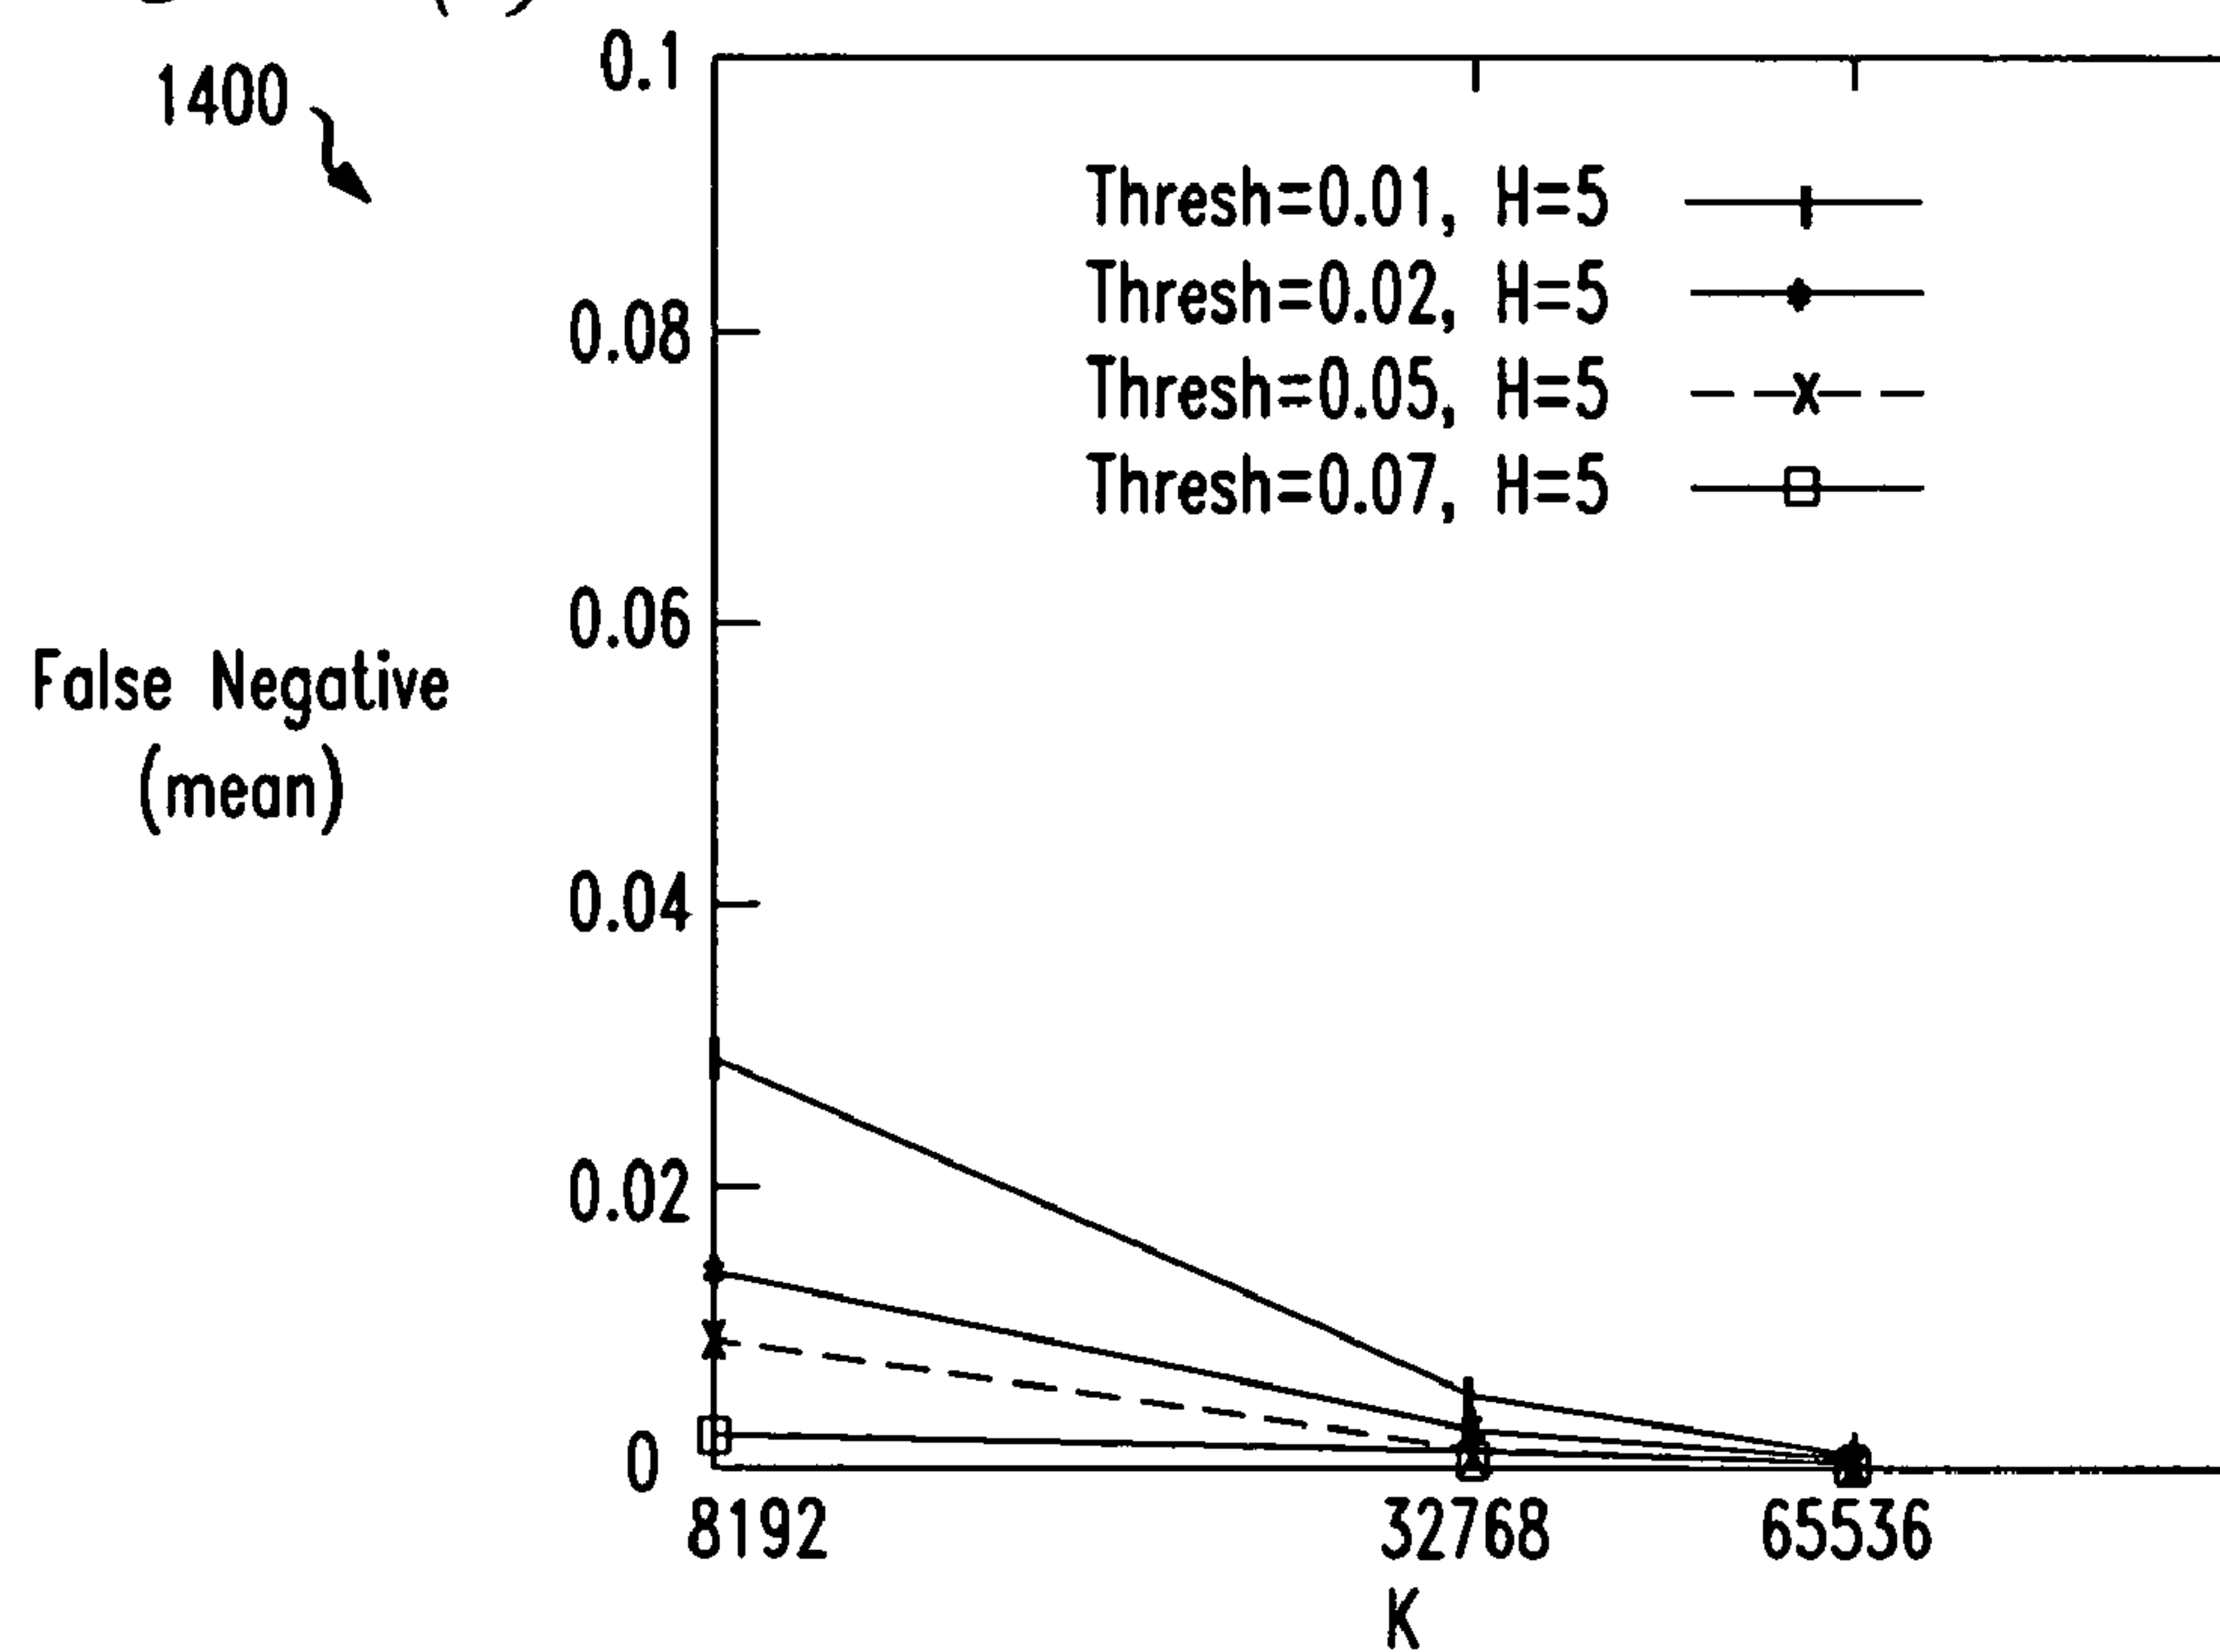 1400
0.1
Thresh=0.01, H=5
Thresh=0.02, H=5
Thresh=0.05, H=5
Thresh=0.07, H=5
0.08
0.06
False Negative
(mean)
0.04
0.02
0
8192 32768 65536
K